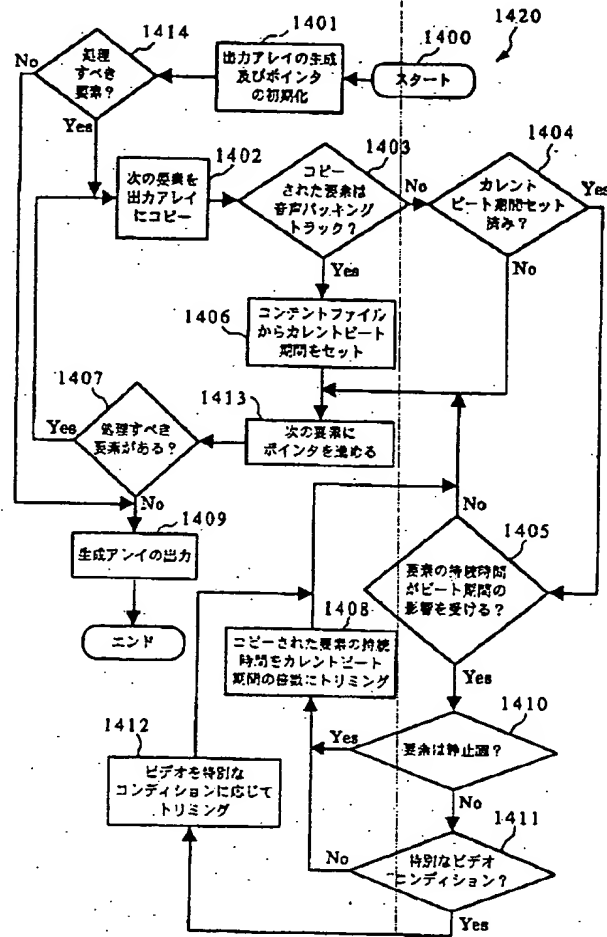 1420
1400
スタート
1401
出力アレイの生成
及びポインタ
の初期化
1414
処理
すべき
要素?
No
Yes
1402
次の要素を
出力アレイ
にコピー
1403
コピー
された要素は
音声バッキング
トラック?
No
Yes
1404
カレント
ビート期間セット
済み?
Yes
No
1406
コンテントファイル
からカレントビート
期間をセット
1413
次の要素に
ポインタを進める
1407
処理すべき
要素がある?
Yes
No
1409
生成アンイの出力
エンド
1405
要素の持続時間
がビート期間の
影響を受ける?
No
Yes
1408
コピーされた要素の持続
時間をカレントビート
期間の倍数にトリミング
1410
要素は静止画?
Yes
No
1411
特別なビデオ
コンディション?
No
Yes
1412
ビデオを特別な
コンディションに応じて
トリミング